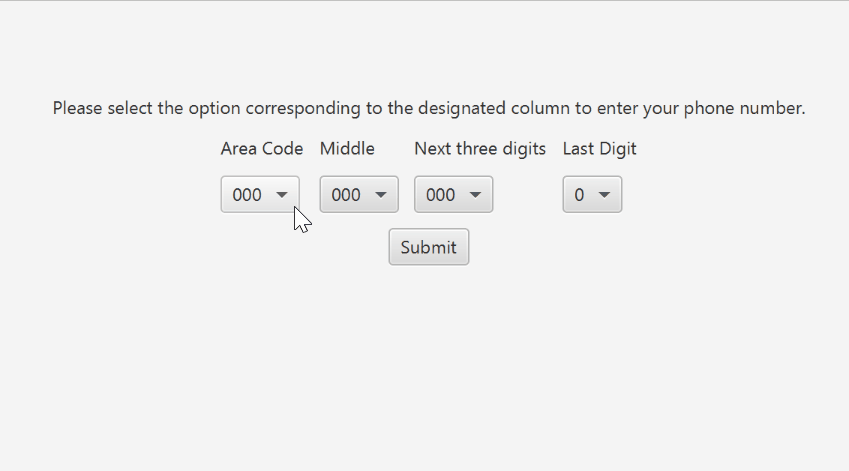 Please select the option corresponding to the designated column to enter your phone number.
Area Code Middle Next three digits Last Digit
000 000 000 0
Submit